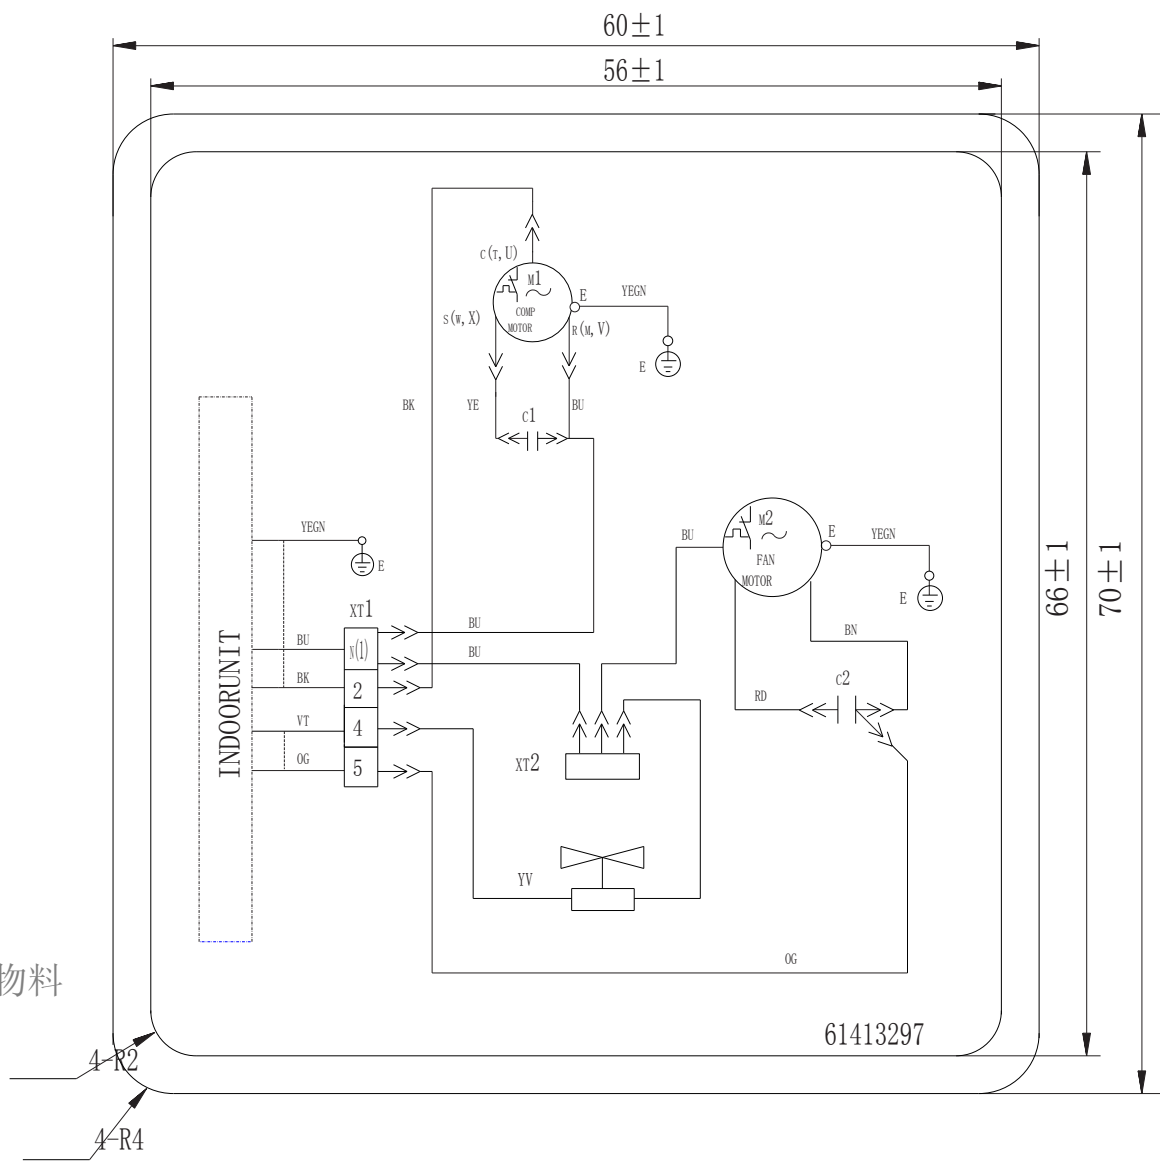 60±1
56±1
C(T,U)
M1
COMP
MOTOR
E
YEGN
S(W,X)
R(M,V)
E
BK
YE
C1
BU
YEGN
E
XT1
BU
N(1)
BU
BU
BK
2
VT
4
OG
5
INDOORUNIT
BU
M2
FAN
MOTOR
E
YEGN
E
BN
RD
C2
XT2
YV
OG
66±1
70±1
物料
61413297
4-R2
4-R4